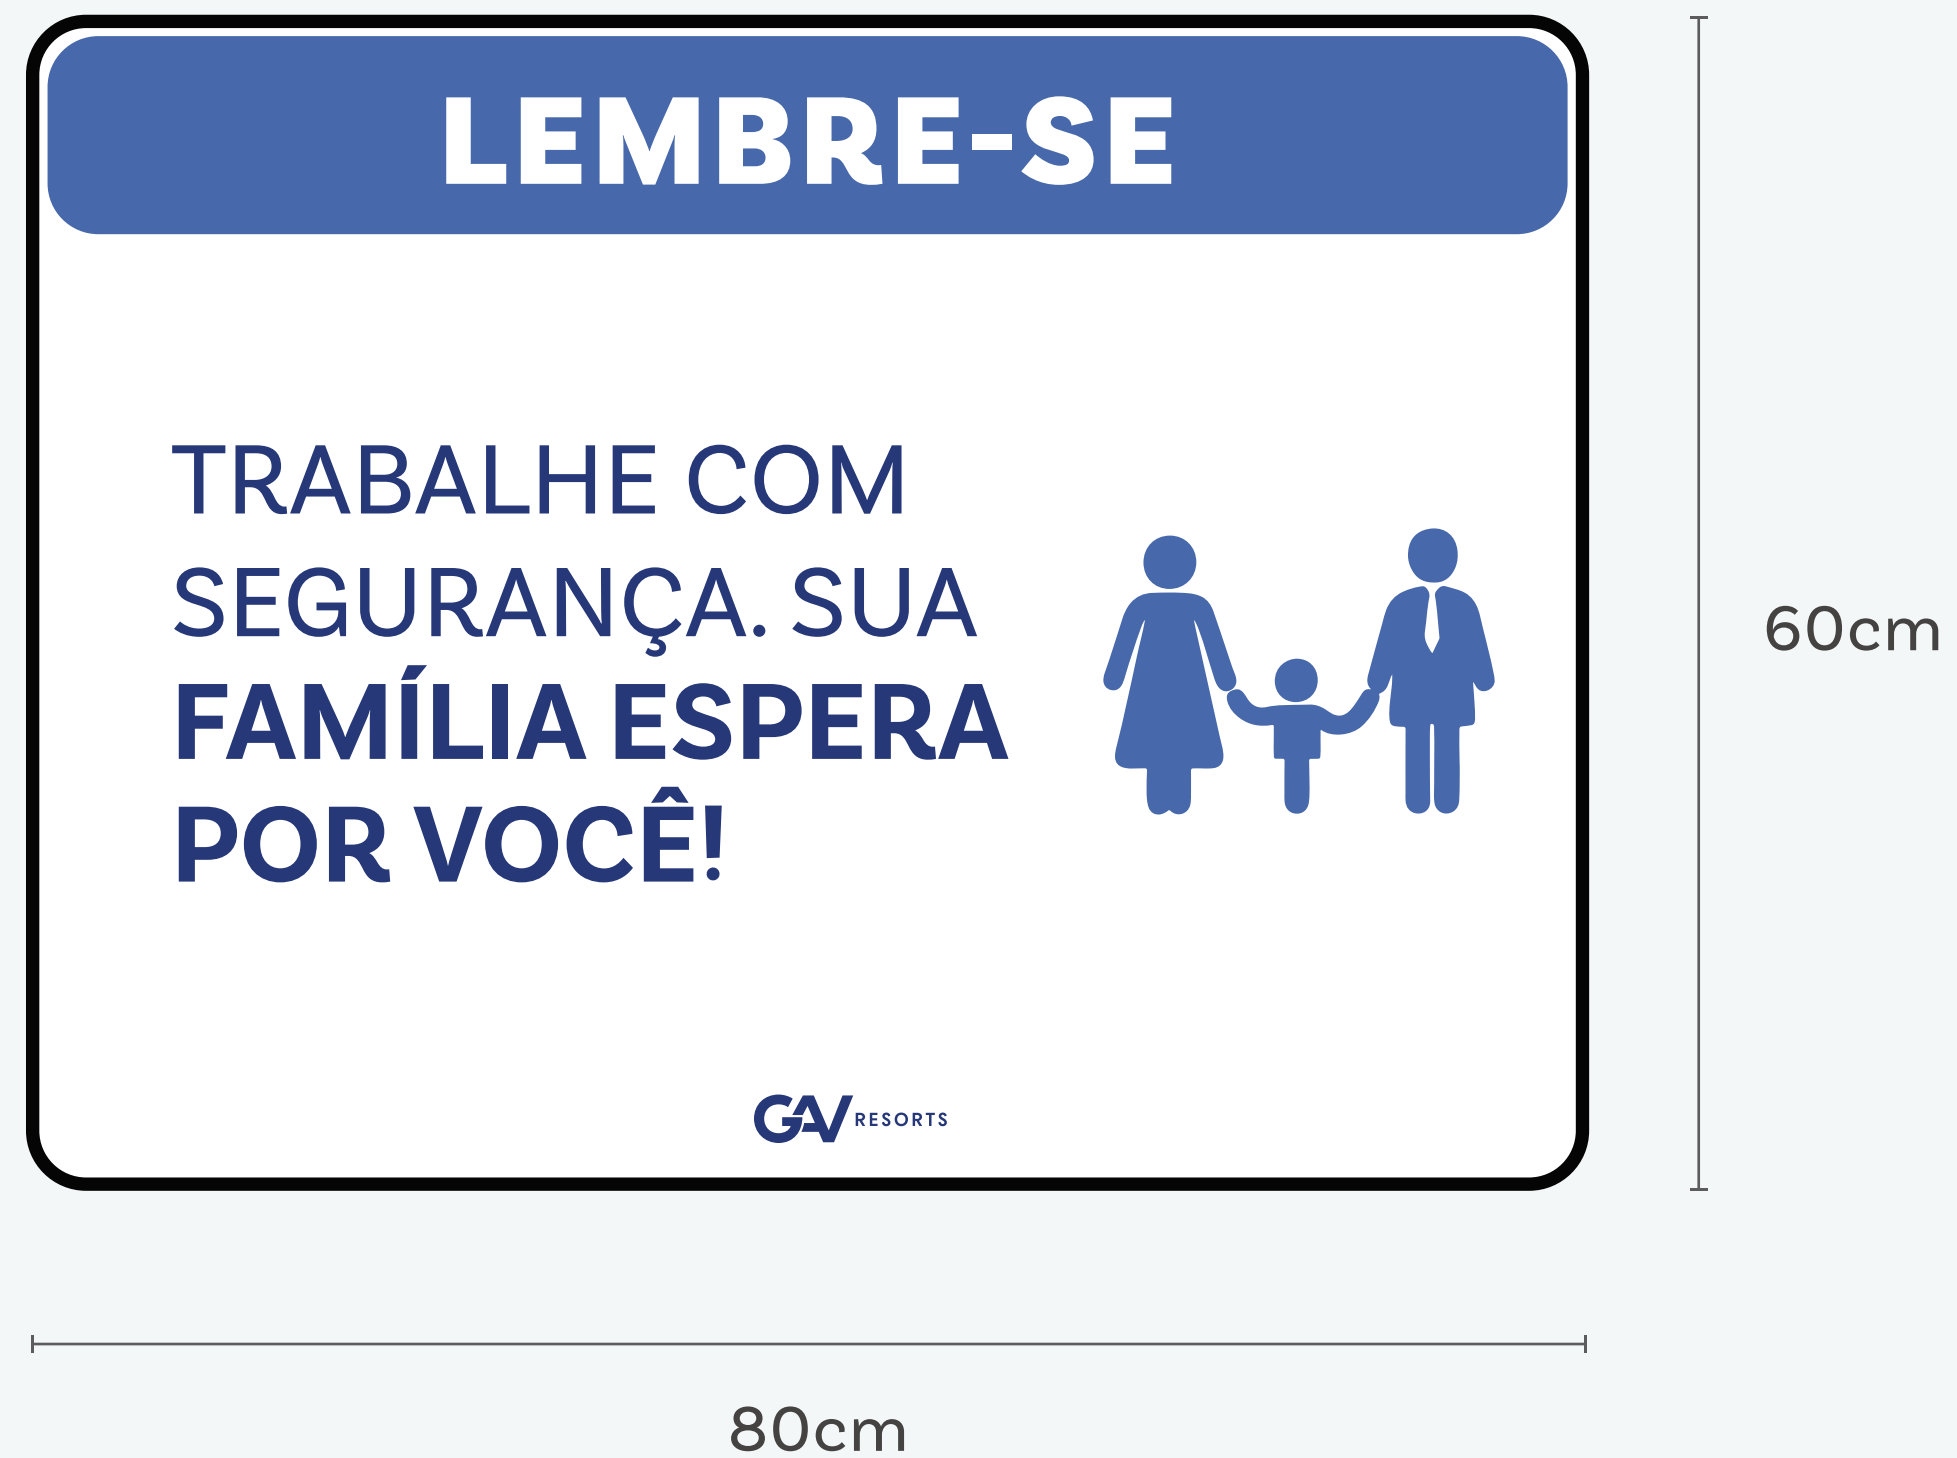 LEMBRE-SE
TRABALHE COM
SEGURANÇA. SUA
FAMÍLIA ESPERA
POR VOCÊ!
GAV RESORTS
60cm
80cm